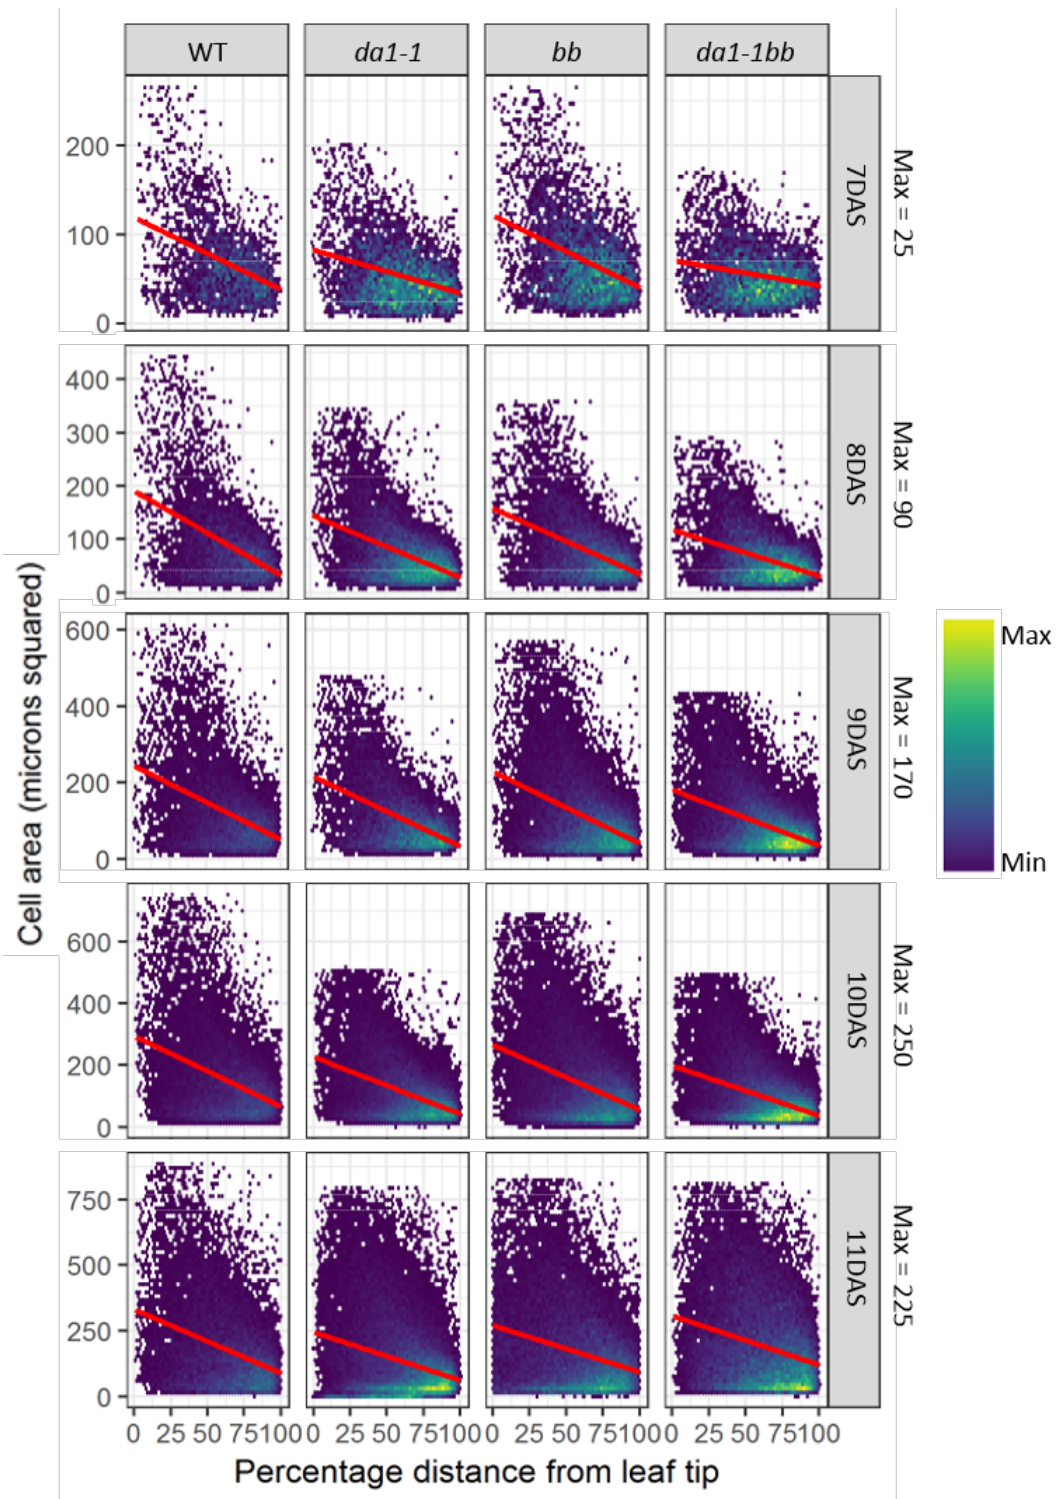 WT da1-1 bb da1-1bb
200
100
0
7DAS
Max = 25
400
300
200
100
0
8DAS
Max = 90
600
400
200
0
9DAS
Max = 170
600
400
200
0
10DAS
Max = 250
750
500
250
0
11DAS
Max = 225
0 25 50 75100 0 25 50 75100 0 25 50 75100 0 25 50 75100
Percentage distance from leaf tip
Cell area (microns squared)
Max
Min